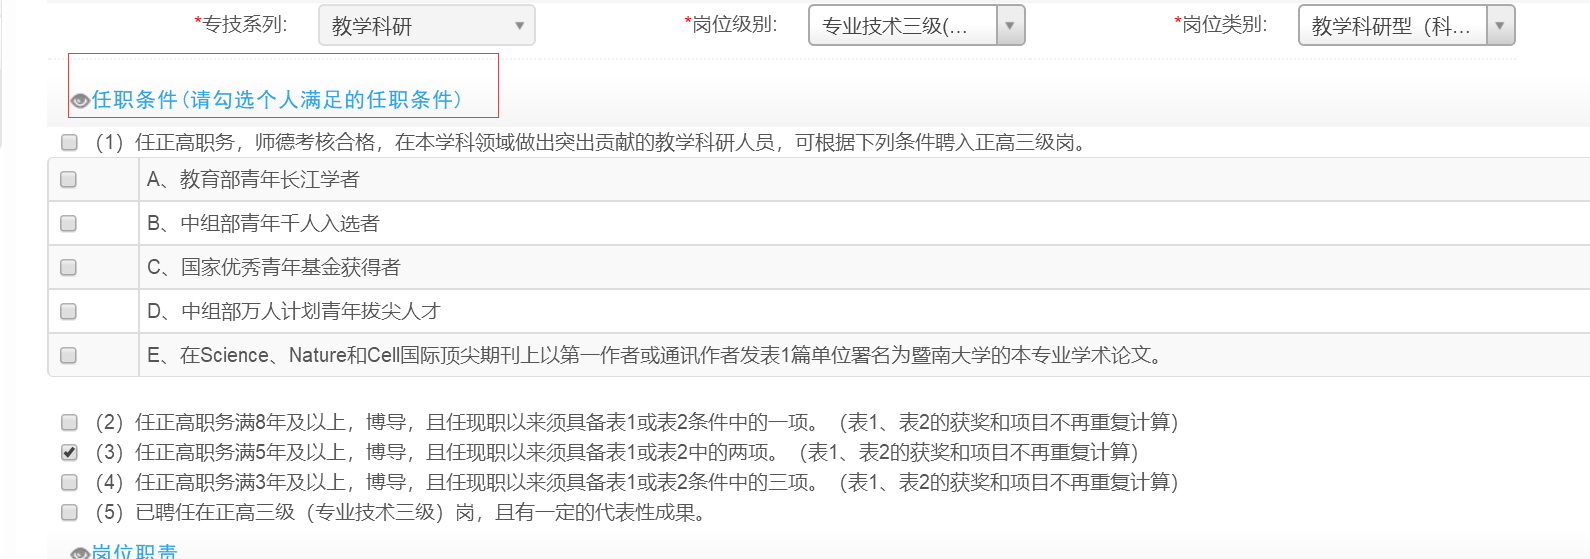 *专技系列: 教学科研 *岗位级别: 专业技术三级(... *岗位类别: 教学科研型（科...
任职条件(请勾选个人满足的任职条件)
（1）任正高职务，师德考核合格，在本学科领域做出突出贡献的教学科研人员，可根据下列条件聘入正高三级岗。
A、教育部青年长江学者
B、中组部青年千人入选者
C、国家优秀青年基金获得者
D、中组部万人计划青年拔尖人才
E、在Science、Nature和Cell国际顶尖期刊上以第一作者或通讯作者发表1篇单位署名为暨南大学的本专业学术论文。
（2）任正高职务满8年及以上，博导，且任现职以来须具备表1或表2条件中的一项。（表1、表2的获奖和项目不再重复计算）
（3）任正高职务满5年及以上，博导，且任现职以来须具备表1或表2中的两项。（表1、表2的获奖和项目不再重复计算）
（4）任正高职务满3年及以上，博导，且任现职以来须具备表1或表2条件中的三项。（表1、表2的获奖和项目不再重复计算）
（5）已聘任在正高三级（专业技术三级）岗，且有一定的代表性成果。
岗位职责